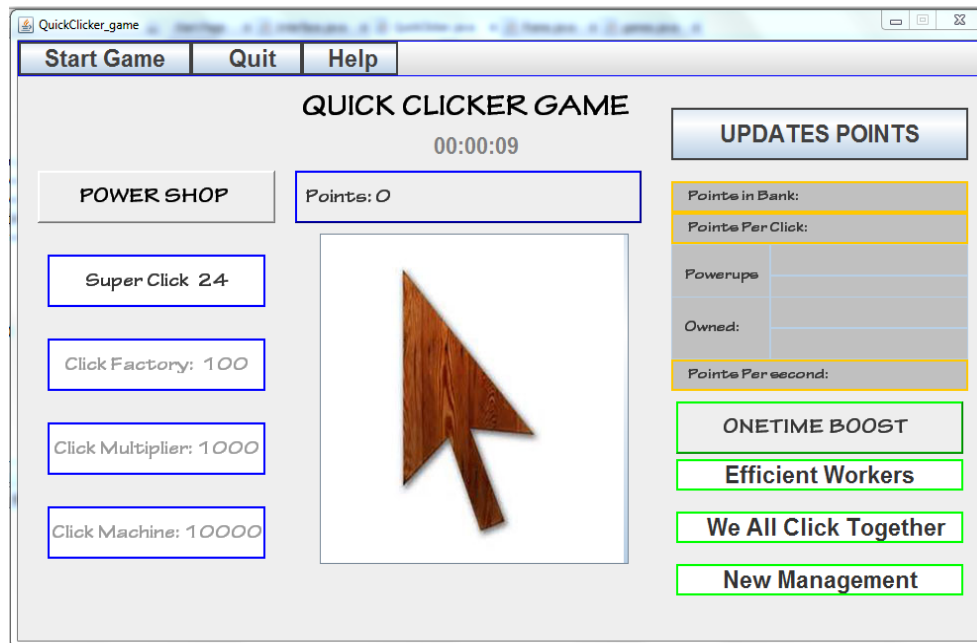 QuickClicker_game
Start Game Quit Help
QUICK CLICKER GAME
00:00:09
UPDATES POINTS
POWER SHOP
Points: 0
Points in Bank:
Points Per Click:
Powerups
Owned:
Points Per second:
Super Click 24
Click Factory: 100
Click Multiplier: 1000
Click Machine: 10000
ONETIME BOOST
Efficient Workers
We All Click Together
New Management